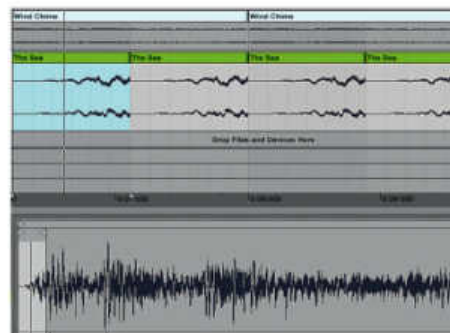 Wind Chime Wind Chime
The Sea The Sea The Sea The Sea
Drop Files and Devices Here